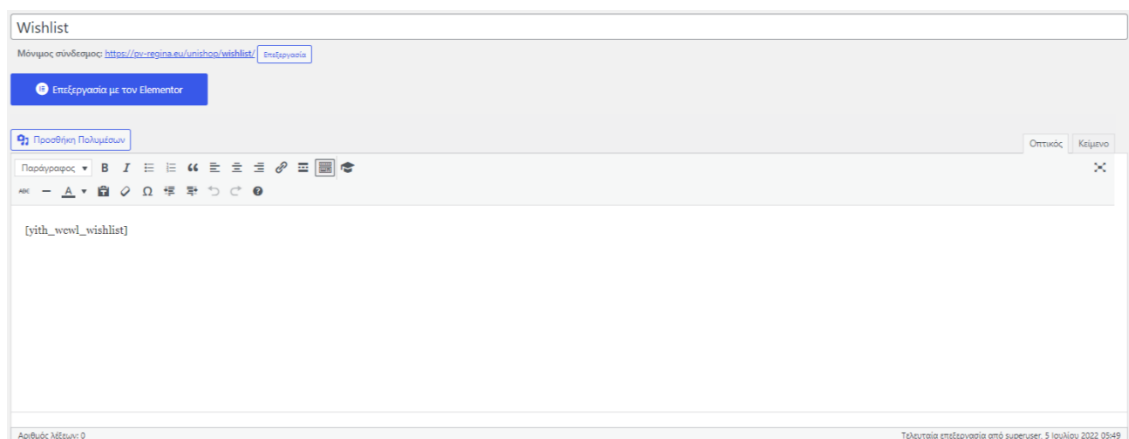 Wishlist
Μόνιμος σύνδεσμος: https://pv-regina.eu/unishop/wishlist/ Επεξεργασία
Επεξεργασία με τον Elementor
Προσθήκη Πολυμέσων
Οπτικός Κείμενο
Παράγραφος B I
ABC A Ω
[yith_wcwl_wishlist]
Αριθμός λέξεων: 0 Τελευταία επεξεργασία από superuser, 5 Ιουλίου 2022 05:49